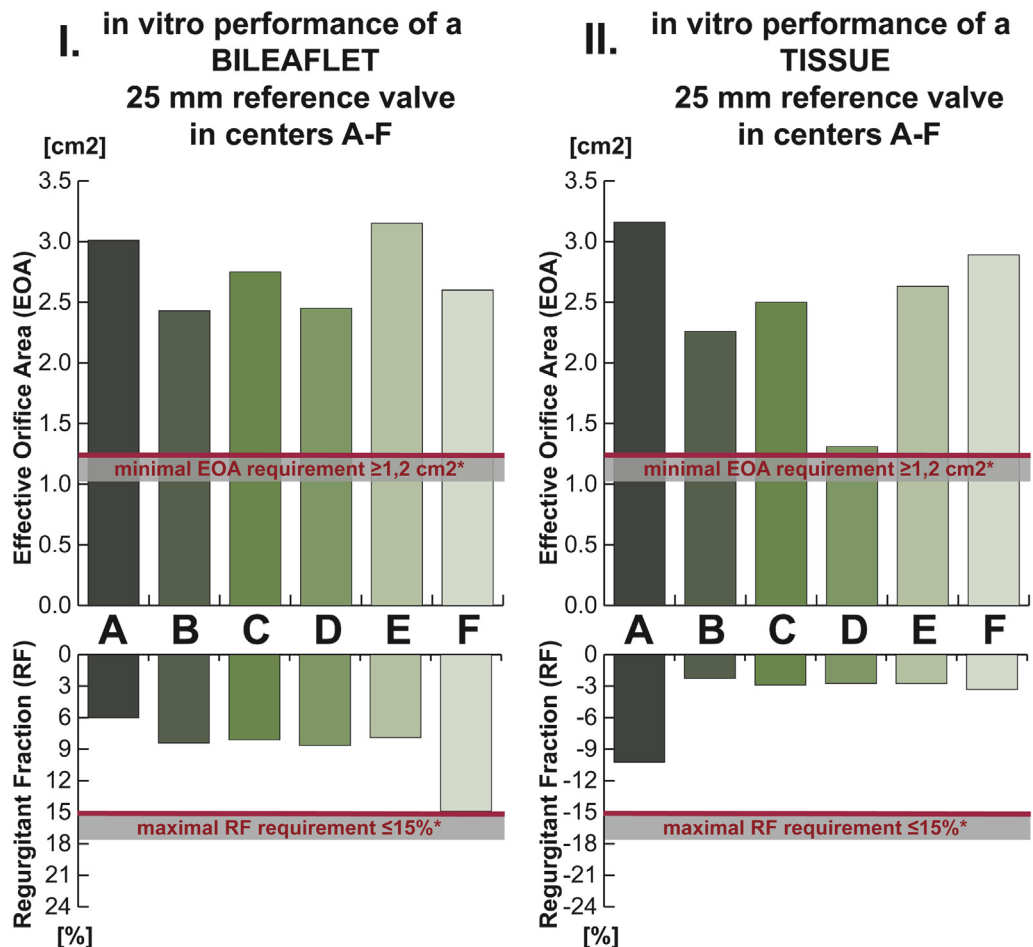 I.
in vitro performance of a
BILEAFLET
25 mm reference valve
in centers A-F
[cm2]
Effective Orifice Area (EOA)
3.5
3.0
2.5
2.0
1.5
1.0
0.5
0.0
minimal EOA requirement ≥1,2 cm2*
A B C D E F
Regurgitant Fraction (RF)
0
3
6
9
12
15
18
21
24
maximal RF requirement ≤15%*
[%]
II.
in vitro performance of a
TISSUE
25 mm reference valve
in centers A-F
[cm2]
Effective Orifice Area (EOA)
3.5
3.0
2.5
2.0
1.5
1.0
0.5
0.0
minimal EOA requirement ≥1,2 cm2*
A B C D E F
Regurgitant Fraction (RF)
0
-3
-6
-9
-12
-15
-18
-21
-24
maximal RF requirement ≤15%*
[%]